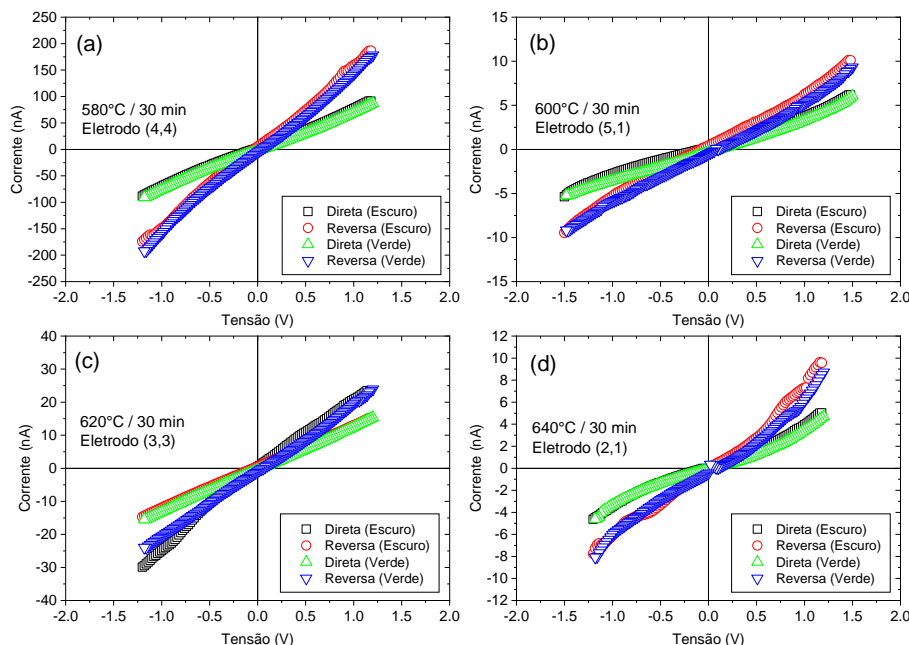 (a)
580°C / 30 min
Eletrodo (4,4)
Corrente (nA)
250
200
150
100
50
0
-50
-100
-150
-200
-250
Direta (Escuro)
Reversa (Escuro)
Direta (Verde)
Reversa (Verde)
-2.0 -1.5 -1.0 -0.5 0.0 0.5 1.0 1.5 2.0
Tensão (V)
(b)
600°C / 30 min
Eletrodo (5,1)
Corrente (nA)
15
10
5
0
-5
-10
-15
Direta (Escuro)
Reversa (Escuro)
Direta (Verde)
Reversa (Verde)
-2.0 -1.5 -1.0 -0.5 0.0 0.5 1.0 1.5 2.0
Tensão (V)
(c)
620°C / 30 min
Eletrodo (3,3)
Corrente (nA)
40
30
20
10
0
-10
-20
-30
-40
Direta (Escuro)
Reversa (Escuro)
Direta (Verde)
Reversa (Verde)
-2.0 -1.5 -1.0 -0.5 0.0 0.5 1.0 1.5 2.0
Tensão (V)
(d)
640°C / 30 min
Eletrodo (2,1)
Corrente (nA)
12
10
8
6
4
2
0
-2
-4
-6
-8
-10
-12
Direta (Escuro)
Reversa (Escuro)
Direta (Verde)
Reversa (Verde)
-2.0 -1.5 -1.0 -0.5 0.0 0.5 1.0 1.5 2.0
Tensão (V)